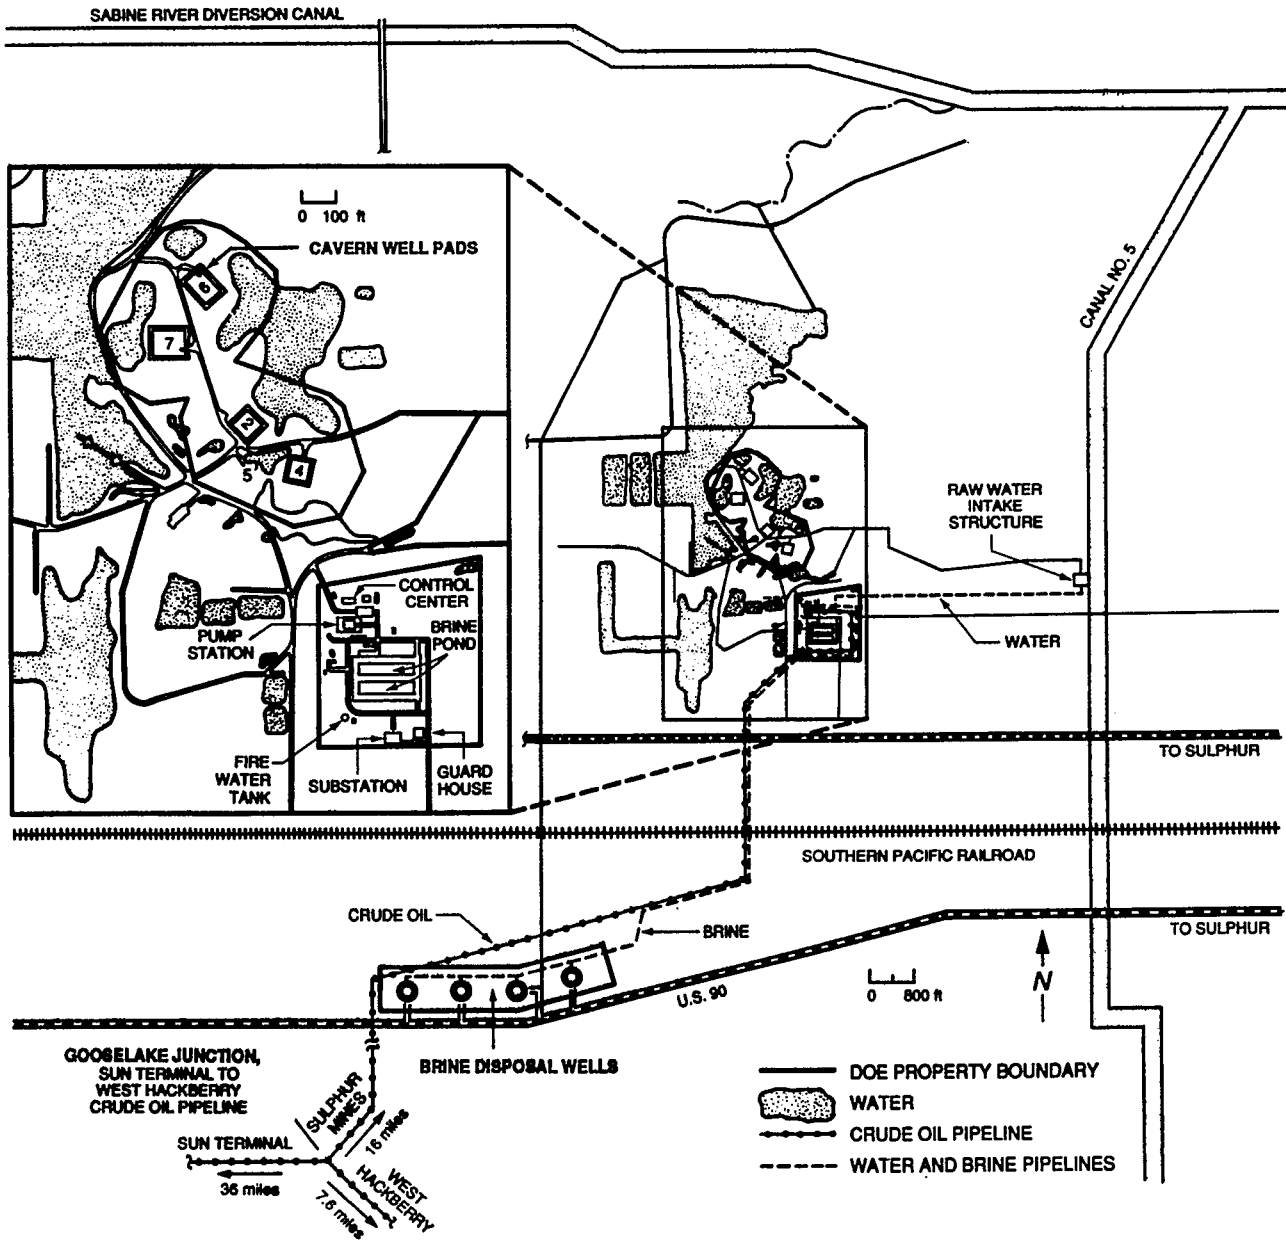 SABINE RIVER DIVERSION CANAL
0 100 ft
CAVERN WELL PADS
6
7
2
5
4
CONTROL
CENTER
PUMP
STATION
BRINE
POND
FIRE
WATER
TANK
SUBSTATION
GUARD
HOUSE
CANAL NO. 5
RAW WATER
INTAKE
STRUCTURE
WATER
TO SULPHUR
SOUTHERN PACIFIC RAILROAD
CRUDE OIL
BRINE
TO SULPHUR
U.S. 90
0 800 ft
N
GOOSELAKE JUNCTION,
SUN TERMINAL TO
WEST HACKBERRY
CRUDE OIL PIPELINE
BRINE DISPOSAL WELLS
SULPHUR
MINES
16 miles
SUN TERMINAL
36 miles
WEST
HACKBERRY
7.6 miles
DOE PROPERTY BOUNDARY
WATER
CRUDE OIL PIPELINE
WATER AND BRINE PIPELINES